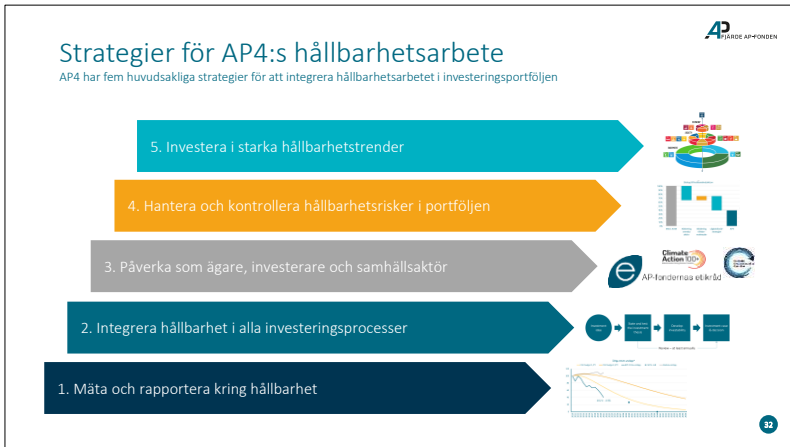 AP
FJÄRDE AP-FONDEN
Strategier för AP4:s hållbarhetsarbete
AP4 har fem huvudsakliga strategier för att integrera hållbarhetsarbetet i investeringsportföljen
5. Investera i starka hållbarhetstrender
4. Hantera och kontrollera hållbarhetsrisker i portföljen
3. Påverka som ägare, investerare och samhällsaktör
Climate
Action 100+
e
AP-fondernas etikråd
2. Integrera hållbarhet i alla investeringsprocesser
1. Mäta och rapportera kring hållbarhet
32